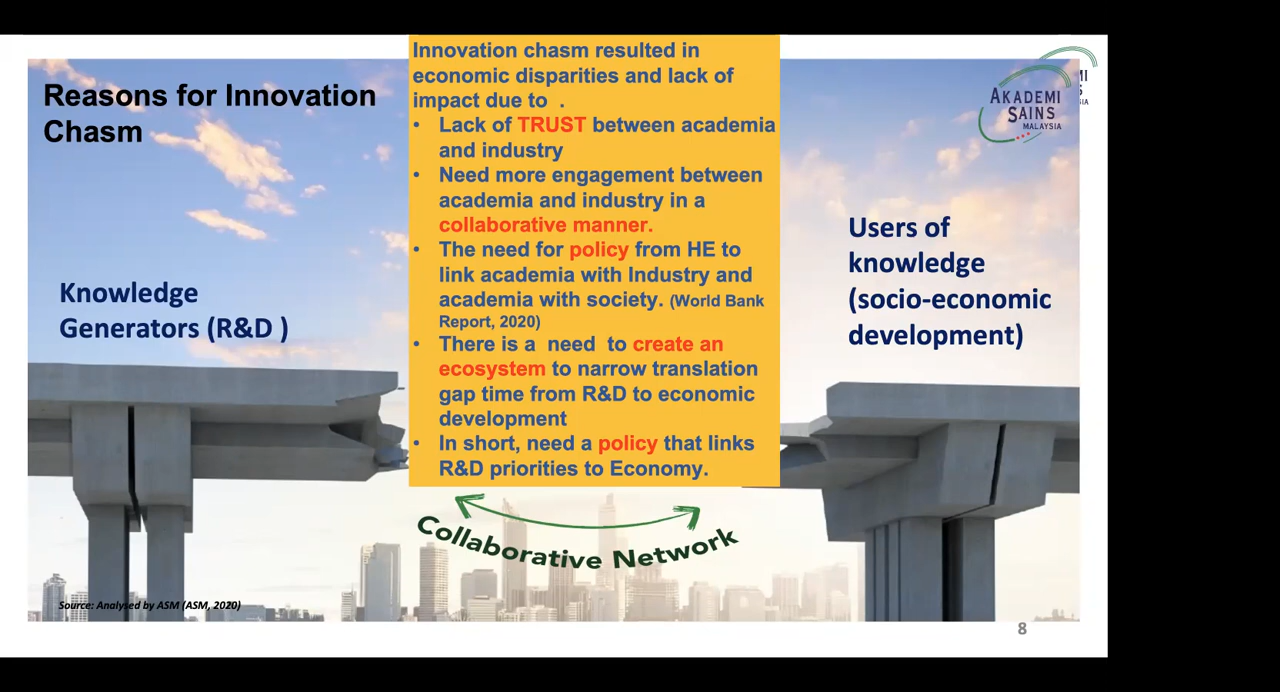 Reasons for Innovation
Chasm
Knowledge
Generators (R&D )
Innovation chasm resulted in
economic disparities and lack of
impact due to .
• Lack of TRUST between academia
and industry
• Need more engagement between
academia and industry in a
collaborative manner.
• The need for policy from HE to
link academia with Industry and
academia with society. (World Bank
Report, 2020)
• There is a need to create an
ecosystem to narrow translation
gap time from R&D to economic
development
• In short, need a policy that links
R&D priorities to Economy.
Collaborative Network
AKADEMI
SAINS
MALAYSIA
Users of
knowledge
(socio-economic
development)
Source: Analysed by ASM (ASM, 2020)
8